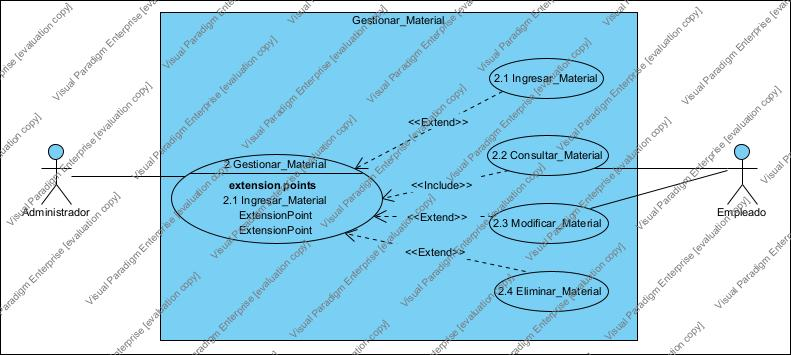 Gestionar_Material
2.1 Ingresar_Material
<<Extend>>
2.2 Consultar_Material
2 Gestionar_Material
extension points
2.1 Ingresar_Material
ExtensionPoint
ExtensionPoint
<<Include>>
Administrador
Empleado
<<Extend>>
2.3 Modificar_Material
<<Extend>>
2.4 Eliminar_Material
Visual Paradigm Enterprise [evaluation copy]